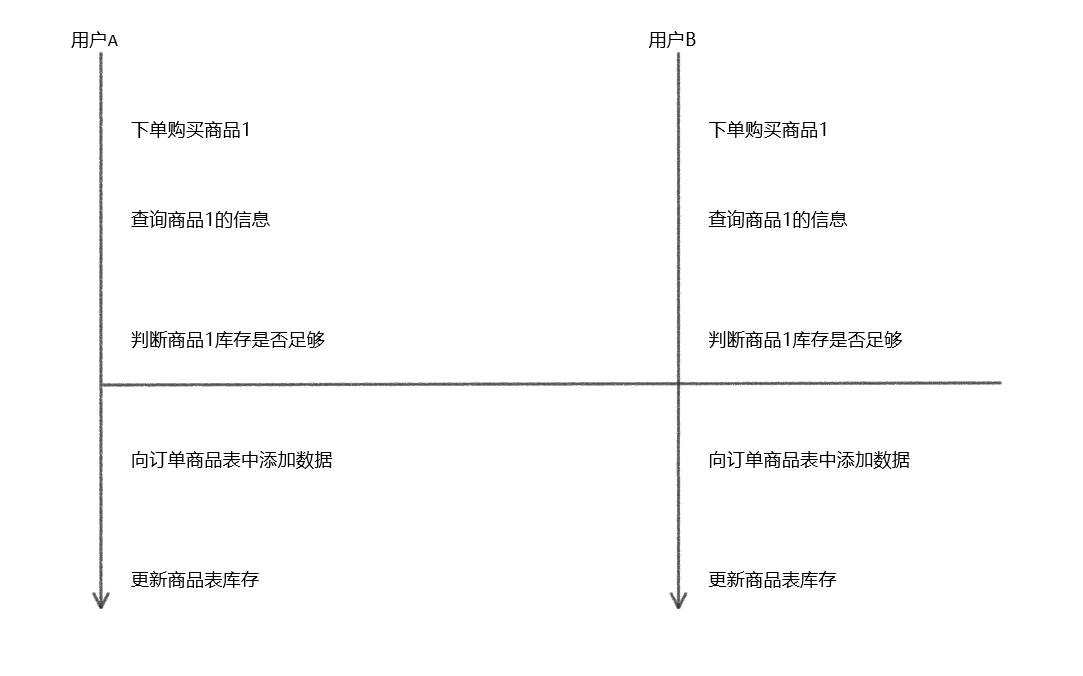 用户A
用户B
下单购买商品1
下单购买商品1
查询商品1的信息
查询商品1的信息
判断商品1库存是否足够
判断商品1库存是否足够
向订单商品表中添加数据
向订单商品表中添加数据
更新商品表库存
更新商品表库存